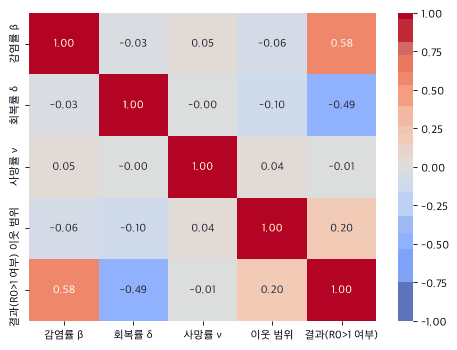 감염률 β 1.00 -0.03 0.05 -0.06 0.58
회복률 δ -0.03 1.00 -0.00 -0.10 -0.49
사망률 ν 0.05 -0.00 1.00 0.04 -0.01
이웃 범위 -0.06 -0.10 0.04 1.00 0.20
결과(R0>1 여부) 0.58 -0.49 -0.01 0.20 1.00
감염률 β 회복률 δ 사망률 ν 이웃 범위 결과(R0>1 여부)
1.00
0.75
0.50
0.25
0.00
-0.25
-0.50
-0.75
-1.00